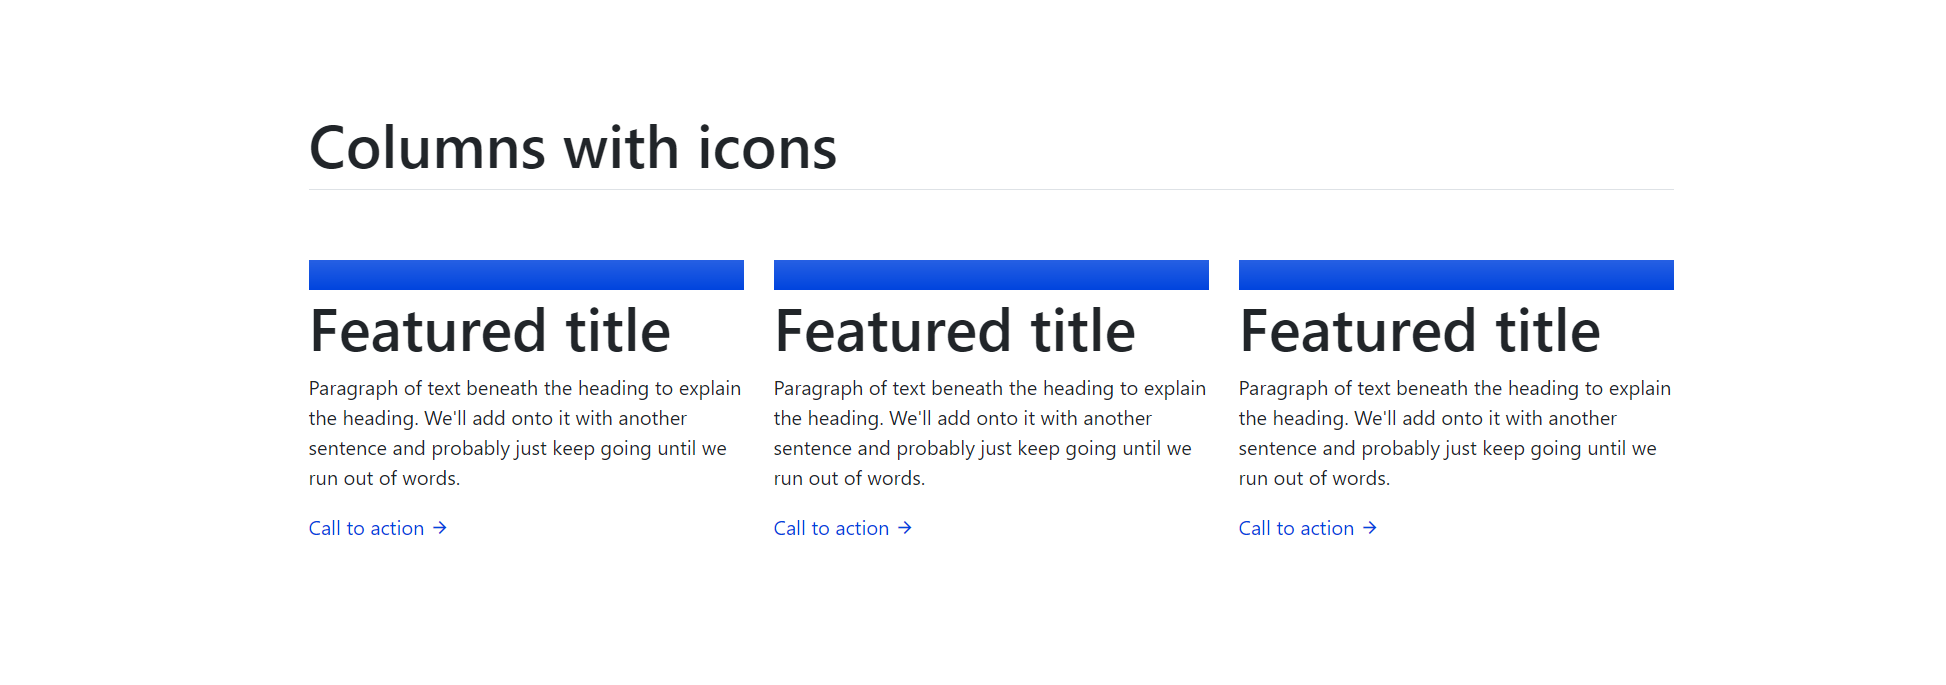 Columns with icons
Featured title
Paragraph of text beneath the heading to explain
the heading. We'll add onto it with another
sentence and probably just keep going until we
run out of words.
Call to action →
Featured title
Paragraph of text beneath the heading to explain
the heading. We'll add onto it with another
sentence and probably just keep going until we
run out of words.
Call to action →
Featured title
Paragraph of text beneath the heading to explain
the heading. We'll add onto it with another
sentence and probably just keep going until we
run out of words.
Call to action →